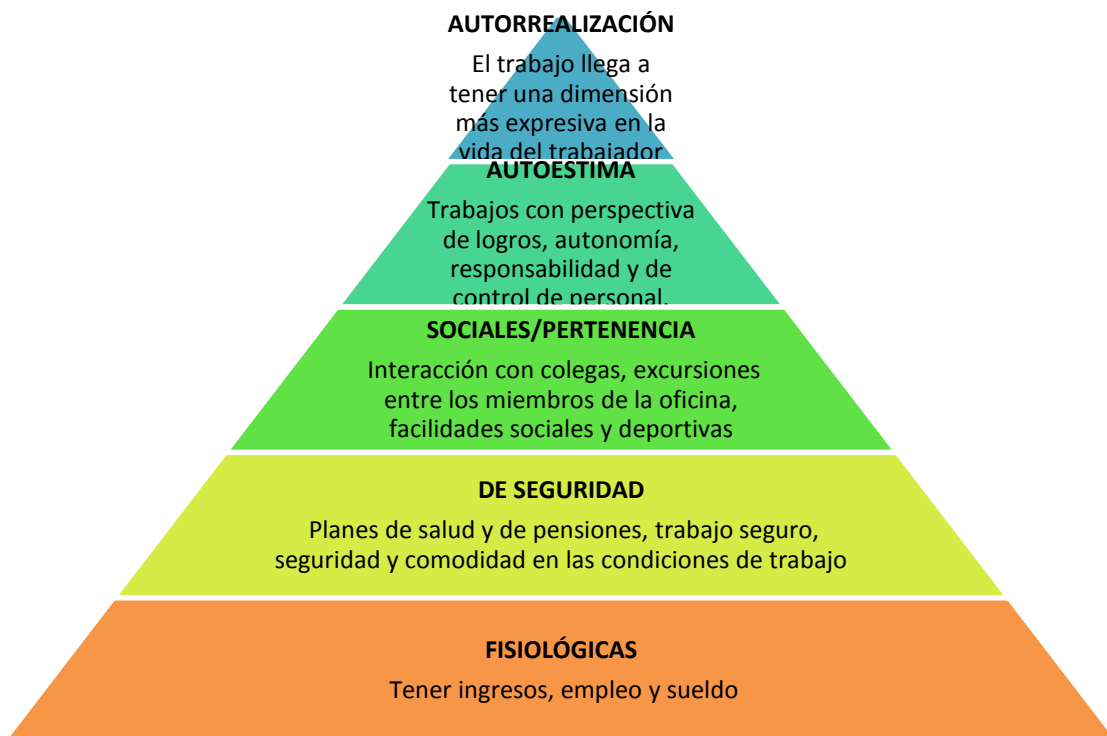 AUTORREALIZACIÓN
El trabajo llega a
tener una dimensión
más expresiva en la
vida del trabajador
AUTOESTIMA
Trabajos con perspectiva
de logros, autonomía,
responsabilidad y de
control de personal.
SOCIALES/PERTENENCIA
Interacción con colegas, excursiones
entre los miembros de la oficina,
facilidades sociales y deportivas
DE SEGURIDAD
Planes de salud y de pensiones, trabajo seguro,
seguridad y comodidad en las condiciones de trabajo
FISIOLÓGICAS
Tener ingresos, empleo y sueldo